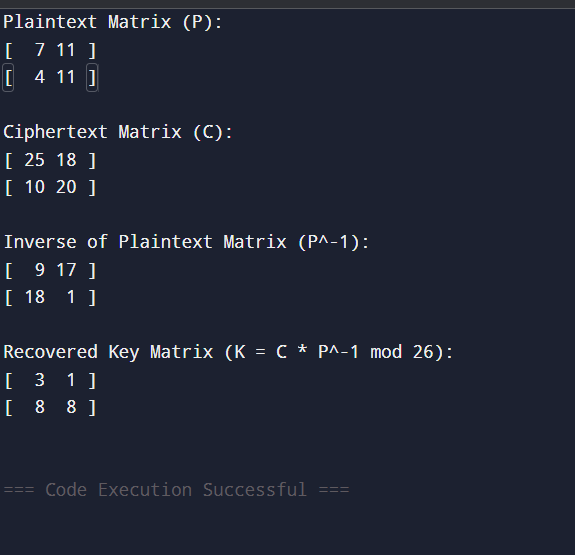 Plaintext Matrix (P):
[  7 11 ]
[  4 11 ]
Ciphertext Matrix (C):
[ 25 18 ]
[ 10 20 ]
Inverse of Plaintext Matrix (P^-1):
[  9 17 ]
[ 18  1 ]
Recovered Key Matrix (K = C * P^-1 mod 26):
[  3  1 ]
[  8  8 ]
=== Code Execution Successful ===